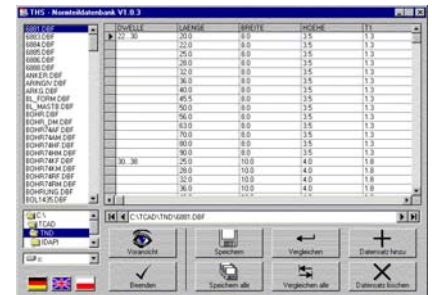 THS - Normteildatenbank V1.0.3
6881.DBF
6883.DBF
6884.DBF
6885.DBF
6886.DBF
6888.DBF
ANKER.DBF
ARINGIV.DBF
ARKG.DBF
BL_FORM.DBF
BL_MASTB.DBF
BOHR.DBF
BOHR_DM.DBF
BOHR74AF.DBF
BOHR74AM.DBF
BOHR74HF.DBF
BOHR74HM.DBF
BOHR74KF.DBF
BOHR74KM.DBF
BOHR74RF.DBF
BOHR74RM.DBF
BOHRUNG.DBF
BOL1435.DBF
DWELLE LAENGE BREITE HOEHE T1
22..30 20.0 8.0 3.5 1.3
22.0 8.0 3.5 1.3
25.0 8.0 3.5 1.3
28.0 8.0 3.5 1.3
32.0 8.0 3.5 1.3
36.0 8.0 3.5 1.3
40.0 8.0 3.5 1.3
45.5 8.0 3.5 1.3
50.0 8.0 3.5 1.3
56.0 8.0 3.5 1.3
63.0 8.0 3.5 1.3
70.0 8.0 3.5 1.3
80.0 8.0 3.5 1.3
90.0 8.0 3.5 1.3
30..38 25.0 10.0 4.0 1.8
28.0 10.0 4.0 1.8
32.0 10.0 4.0 1.8
36.0 10.0 4.0 1.8
C:\
TCAD
TND
IDAPI
c:
C:\TCAD\TND\6881.DBF
Voransicht Speichern Vergleichen Datensatz hinzu
Beenden Speichern alle Vergleichen alle Datensatz löschen